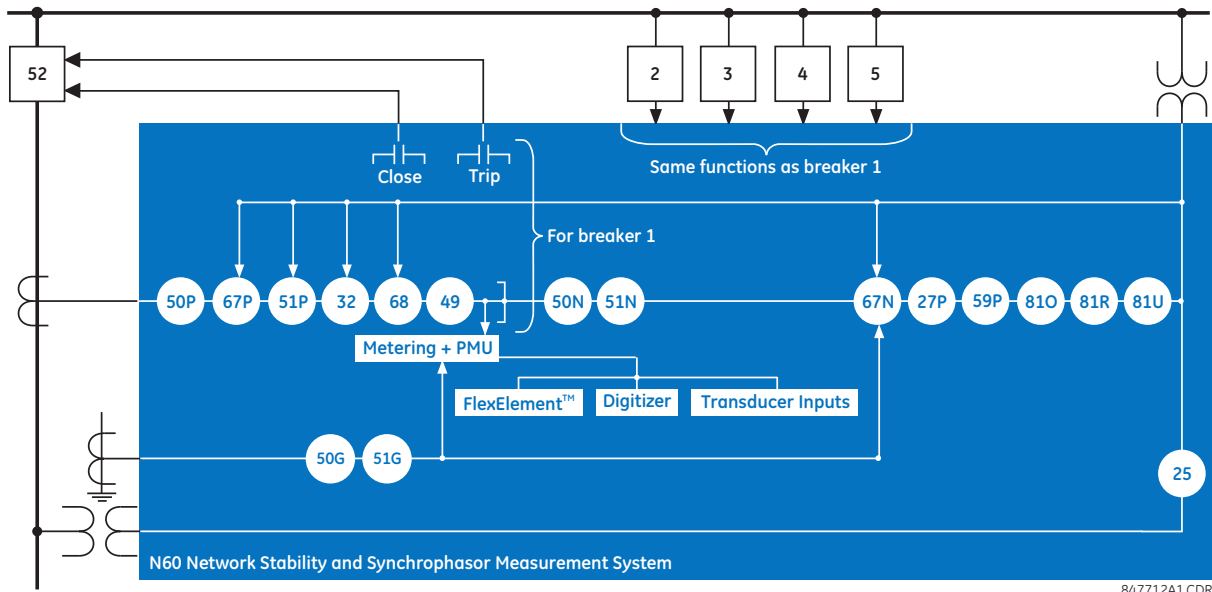 52
2
3
4
5
Close
Trip
Same functions as breaker 1
For breaker 1
50P
67P
51P
32
68
49
50N
51N
67N
27P
59P
81O
81R
81U
Metering + PMU
FlexElement™
Digitizer
Transducer Inputs
50G
51G
25
N60 Network Stability and Synchrophasor Measurement System
847712A1.CDR